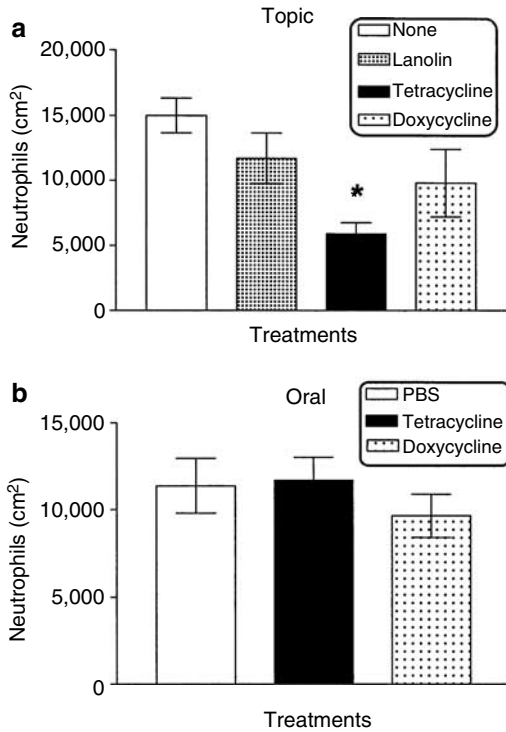 a
Topic
None
Lanolin
Tetracycline
Doxycycline
Neutrophils (cm²)
20,000
15,000
10,000
5,000
0
*
Treatments
b
Oral
PBS
Tetracycline
Doxycycline
Neutrophils (cm²)
15,000
10,000
5,000
0
Treatments